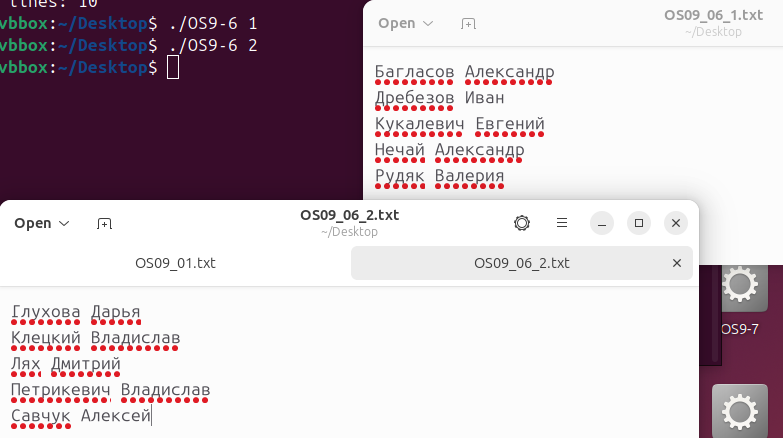 lines: 10
vbbox:~/Desktop$ ./OS9-6 1
vbbox:~/Desktop$ ./OS9-6 2
vbbox:~/Desktop$
Open
OS09_06_1.txt
~/Desktop
Багласов Александр
Дребезов Иван
Кукалевич Евгений
Нечай Александр
Рудяк Валерия
Open
OS09_06_2.txt
~/Desktop
OS09_01.txt
OS09_06_2.txt
Глухова Дарья
Клецкий Владислав
Лях Дмитрий
Петрикевич Владислав
Савчук Алексей
OS9-7